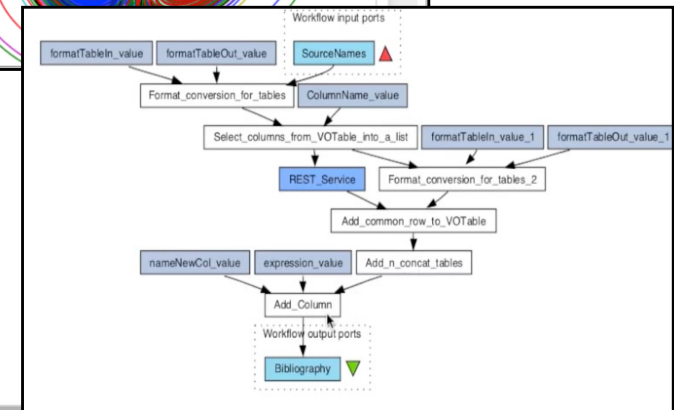 Workflow input ports
formatTableIn_value formatTableOut_value SourceNames
Format_conversion_for_tables ColumnName_value
Select_columns_from_VOTable_into_a_list formatTableIn_value_1 formatTableOut_value_1
REST_Service Format_conversion_for_tables_2
Add_common_row_to_VOTable
nameNewCol_value expression_value Add_n_concat_tables
Add_Column
Workflow output ports
Bibliography